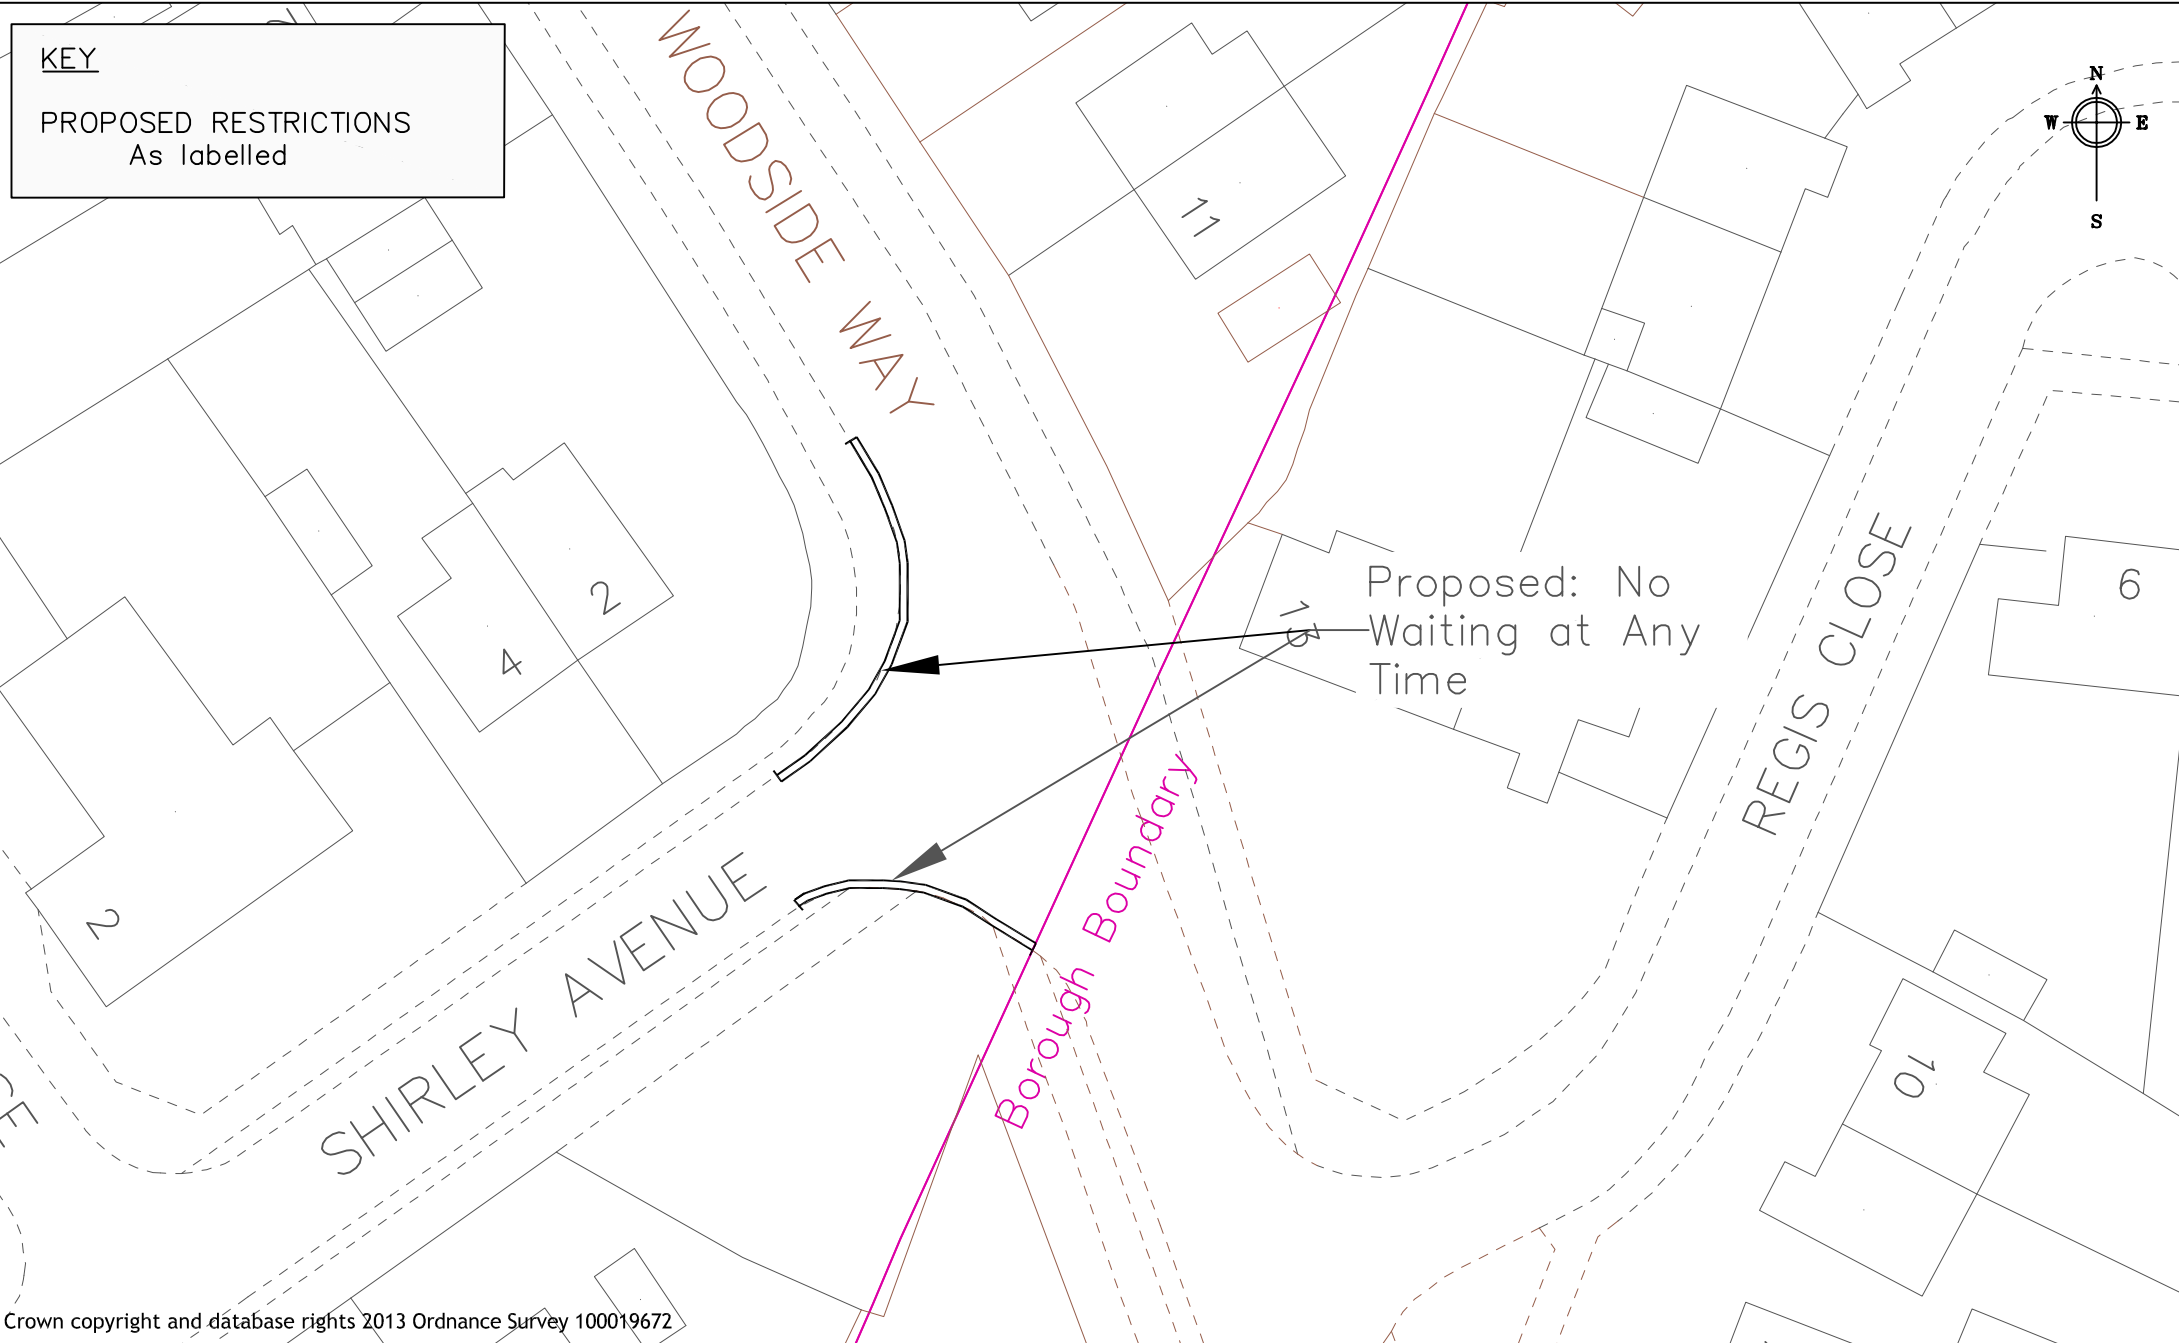 KEY
PROPOSED RESTRICTIONS
As labelled
WOODSIDE WAY
N
W E
S
11
2
4
2
13
Proposed: No
Waiting at Any
Time
REGIS CLOSE
6
10
SHIRLEY AVENUE
Borough Boundary
Crown copyright and database rights 2013 Ordnance Survey 100019672